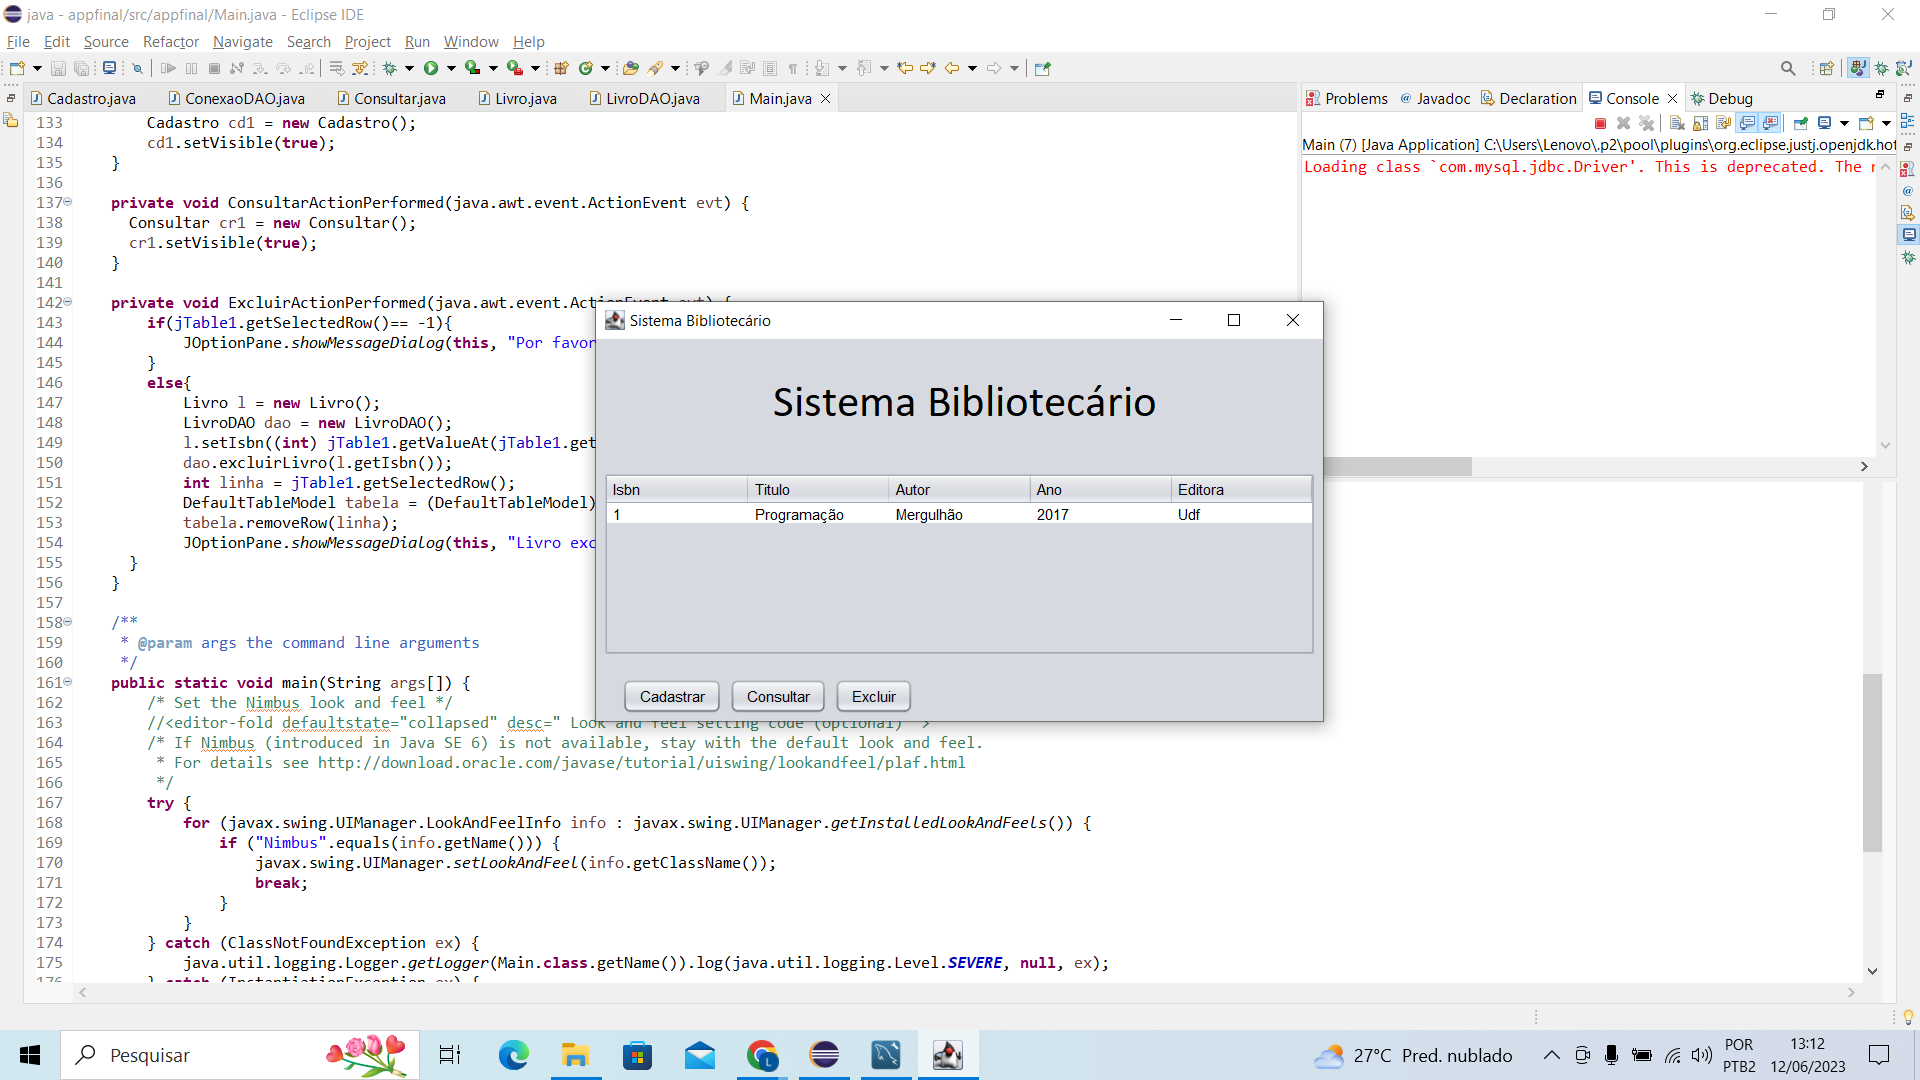 java - appfinal/src/appfinal/Main.java - Eclipse IDE
File Edit Source Refactor Navigate Search Project Run Window Help
Cadastro.java ConexaoDAO.java Consultar.java Livro.java LivroDAO.java Main.java
Problems Javadoc Declaration Console Debug
Main (7) [Java Application] C:\Users\Lenovo\.p2\pool\plugins\org.eclipse.justj.openjdk.hot
Loading class `com.mysql.jdbc.Driver'. This is deprecated. The
133 Cadastro cd1 = new Cadastro();
134 cd1.setVisible(true);
135 }
136
137 private void ConsultarActionPerformed(java.awt.event.ActionEvent evt) {
138 Consultar cr1 = new Consultar();
139 cr1.setVisible(true);
140 }
141
142 private void ExcluirActionPerformed(java.awt.event.ActionEvent evt) {
143 if(jTable1.getSelectedRow()== -1){
144 JOptionPane.showMessageDialog(this, "Por favor
145 }
146 else{
147 Livro l = new Livro();
148 LivroDAO dao = new LivroDAO();
149 l.setIsbn((int) jTable1.getValueAt(jTable1.get
150 dao.excluirLivro(l.getIsbn());
151 int linha = jTable1.getSelectedRow();
152 DefaultTableModel tabela = (DefaultTableModel)
153 tabela.removeRow(linha);
154 JOptionPane.showMessageDialog(this, "Livro exc
155 }
156 }
157
158 /**
159 * @param args the command line arguments
160 */
161 public static void main(String args[]) {
162 /* Set the Nimbus look and feel */
163 //<editor-fold defaultstate="collapsed" desc=" Look and feel setting code (optional) ">
164 /* If Nimbus (introduced in Java SE 6) is not available, stay with the default look and feel.
165 * For details see http://download.oracle.com/javase/tutorial/uiswing/lookandfeel/plaf.html
166 */
167 try {
168 for (javax.swing.UIManager.LookAndFeelInfo info : javax.swing.UIManager.getInstalledLookAndFeels()) {
169 if ("Nimbus".equals(info.getName())) {
170 javax.swing.UIManager.setLookAndFeel(info.getClassName());
171 break;
172 }
173 }
174 } catch (ClassNotFoundException ex) {
175 java.util.logging.Logger.getLogger(Main.class.getName()).log(java.util.logging.Level.SEVERE, null, ex);
176 } catch (InstantiationException ex) {
Sistema Bibliotecário
Sistema Bibliotecário
Isbn Titulo Autor Ano Editora
1 Programação Mergulhão 2017 Udf
Cadastrar Consultar Excluir
Pesquisar
27°C Pred. nublado
POR
PTB2
13:12
12/06/2023